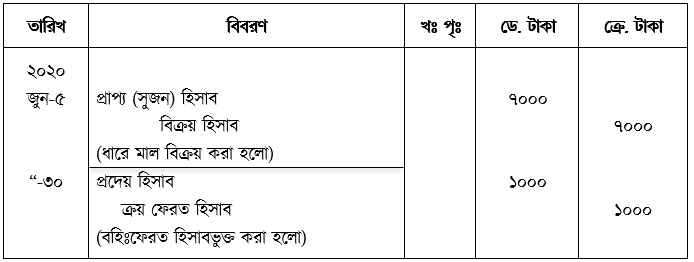 তারিখ বিবরণ খঃ পৃঃ ডে. টাকা ক্রে. টাকা
২০২০
জুন-৫ প্রাপ্য (সুজন) হিসাব ৭০০০
বিক্রয় হিসাব ৭০০০
(ধারে মাল বিক্রয় করা হলো)
“-৩০ প্রদেয় হিসাব ১০০০
ক্রয় ফেরত হিসাব ১০০০
(বহিঃফেরত হিসাবভুক্ত করা হলো)